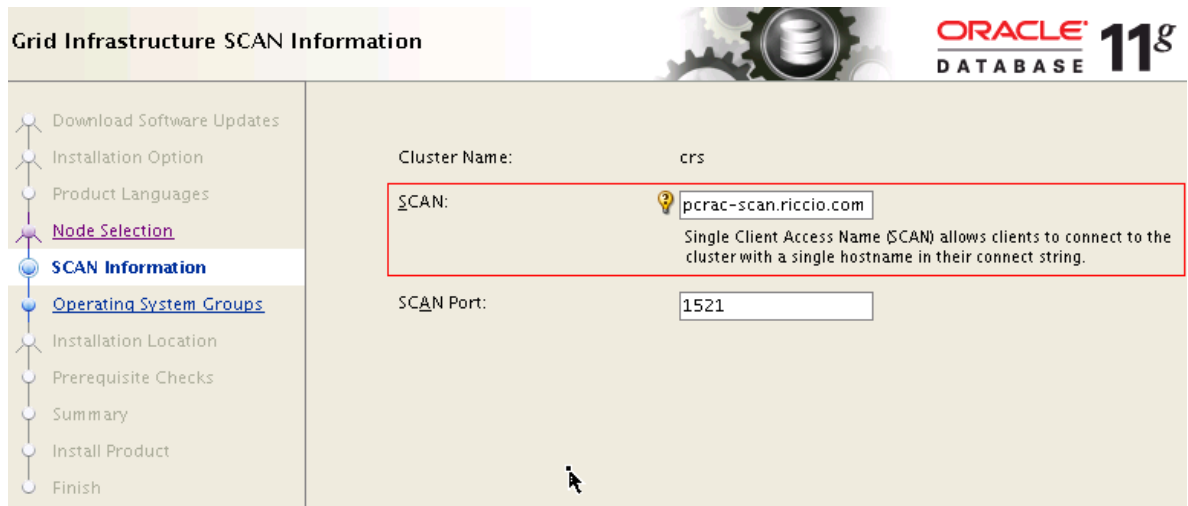 Grid Infrastructure SCAN Information
ORACLE 11g
DATABASE
Download Software Updates
Installation Option
Product Languages
Node Selection
SCAN Information
Operating System Groups
Installation Location
Prerequisite Checks
Summary
Install Product
Finish
Cluster Name: crs
SCAN: pcrac-scan.riccio.com
Single Client Access Name (SCAN) allows clients to connect to the
cluster with a single hostname in their connect string.
SCAN Port: 1521